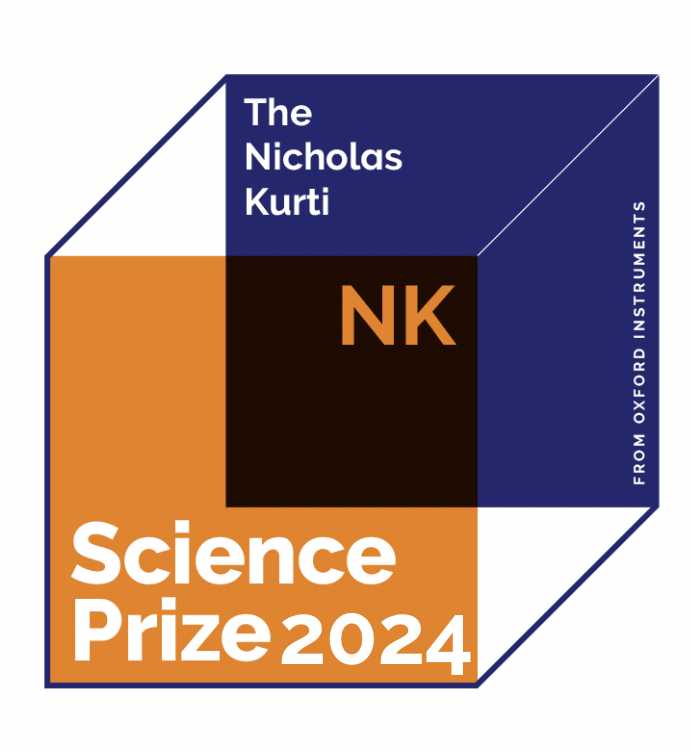 The
Nicholas
Kurti
NK
FROM OXFORD INSTRUMENTS
Science
Prize 2024